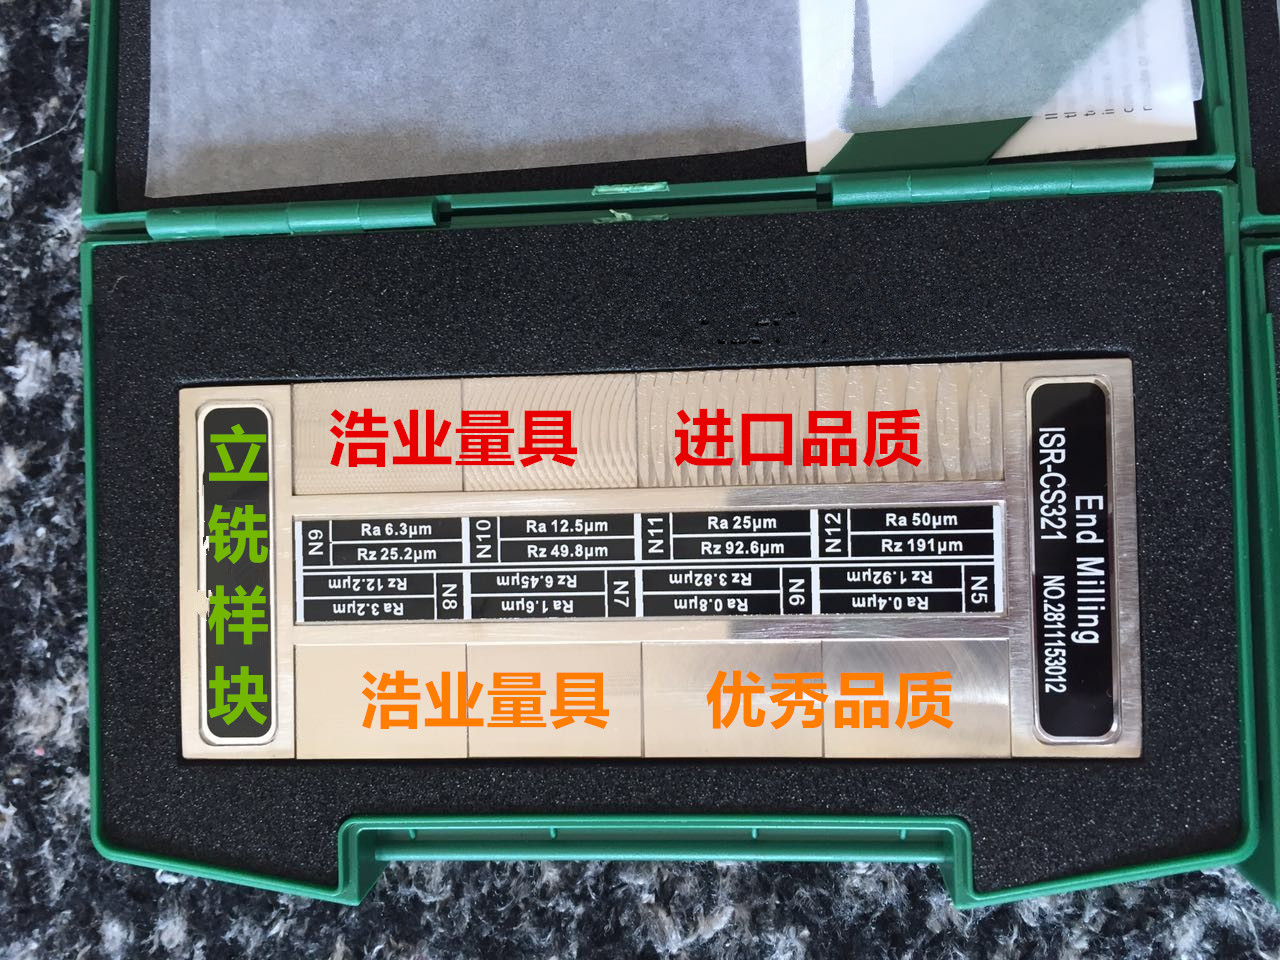 浩业量具 进口品质
立铣样块
N9 Ra 6.3µm
Rz 25.2µm
N10 Ra 12.5µm
Rz 49.8µm
N11 Ra 25µm
Rz 92.6µm
N12 Ra 50µm
Rz 191µm
N5 Ra 0.4µm
Rz 1.92µm
N6 Ra 0.8µm
Rz 3.82µm
N7 Ra 1.6µm
Rz 6.45µm
N8 Ra 3.2µm
Rz 12.2µm
End Milling
ISR-CS321 NO.2811153012
浩业量具 优秀品质